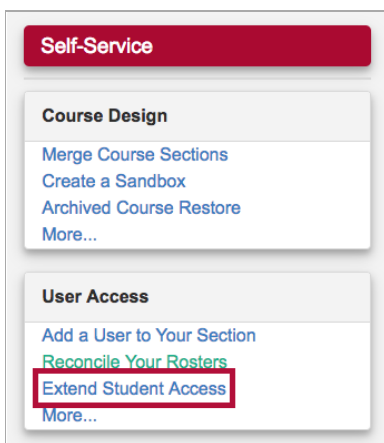 Self-Service
Course Design
Merge Course Sections
Create a Sandbox
Archived Course Restore
More...
User Access
Add a User to Your Section
Reconcile Your Rosters
Extend Student Access
More...